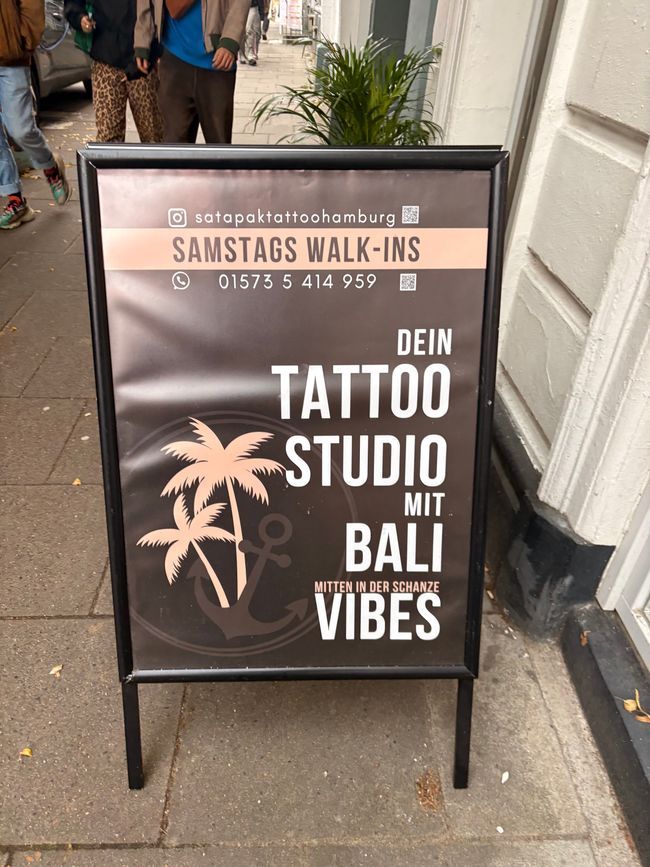 satapaktattoohamburg
SAMSTAGS WALK-INS
01573 5 414 959
DEIN
TATTOO
STUDIO
MIT
BALI
MITTEN IN DER SCHANZE
VIBES